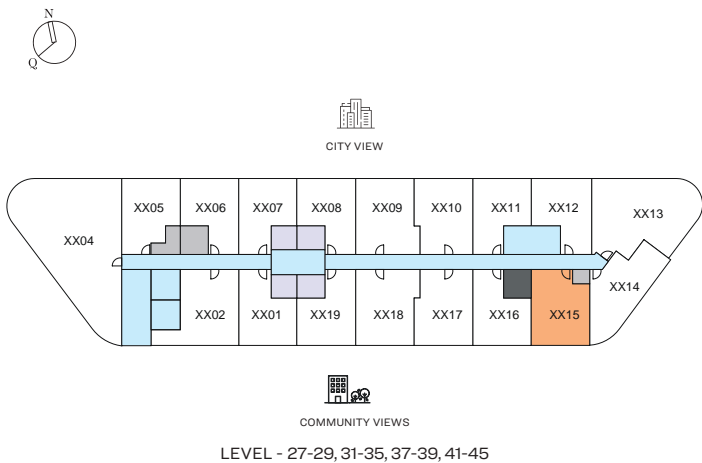 N
Q
CITY VIEW
XX05 XX06 XX07 XX08 XX09 XX10 XX11 XX12 XX13
XX04
XX14
XX02 XX01 XX19 XX18 XX17 XX16 XX15
COMMUNITY VIEWS
LEVEL - 27-29, 31-35, 37-39, 41-45